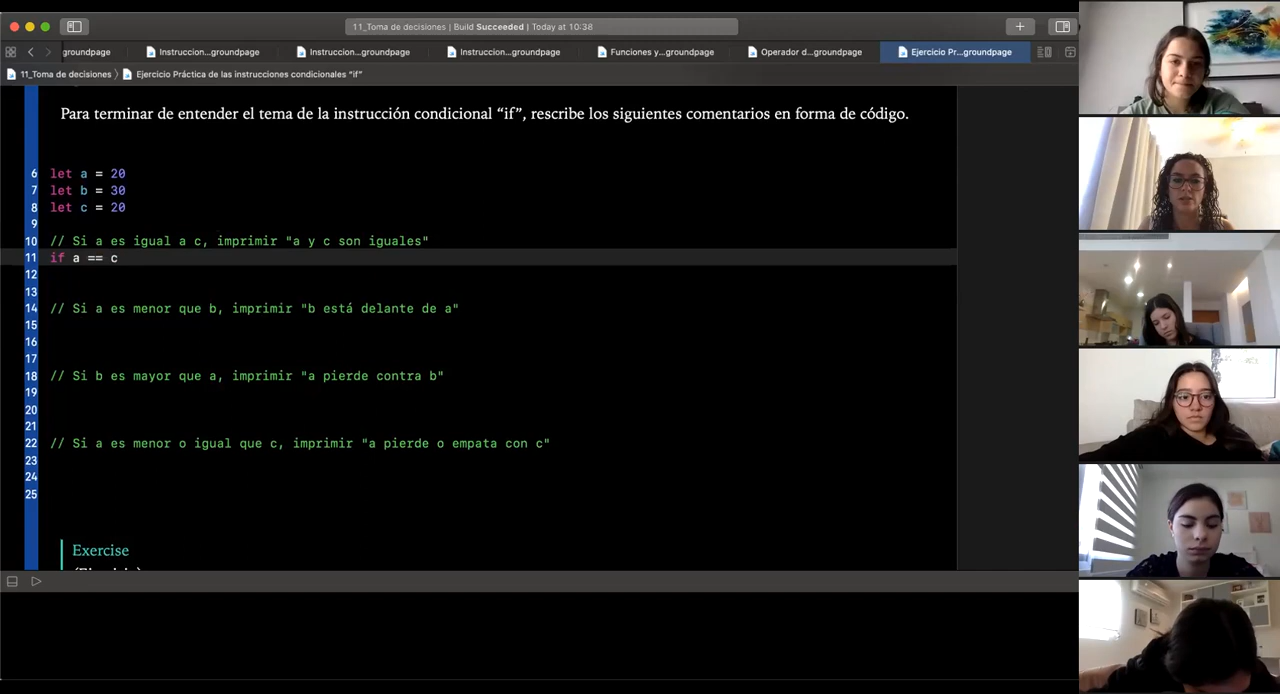 11_Toma de decisiones | Build Succeeded | Today at 10:38
groundpage
Instruccion...groundpage
Instruccion...groundpage
Instruccion...groundpage
Funciones y...groundpage
Operador d...groundpage
Ejercicio Pr...groundpage
11_Toma de decisiones 〉 Ejercicio Práctica de las instrucciones condicionales “if”
Para terminar de entender el tema de la instrucción condicional “if”, rescribe los siguientes comentarios en forma de código.
6 let a = 20
7 let b = 30
8 let c = 20
9
10 // Si a es igual a c, imprimir "a y c son iguales"
11 if a == c
12
13
14 // Si a es menor que b, imprimir "b está delante de a"
15
16
17
18 // Si b es mayor que a, imprimir "a pierde contra b"
19
20
21
22 // Si a es menor o igual que c, imprimir "a pierde o empata con c"
23
24
25
Exercise